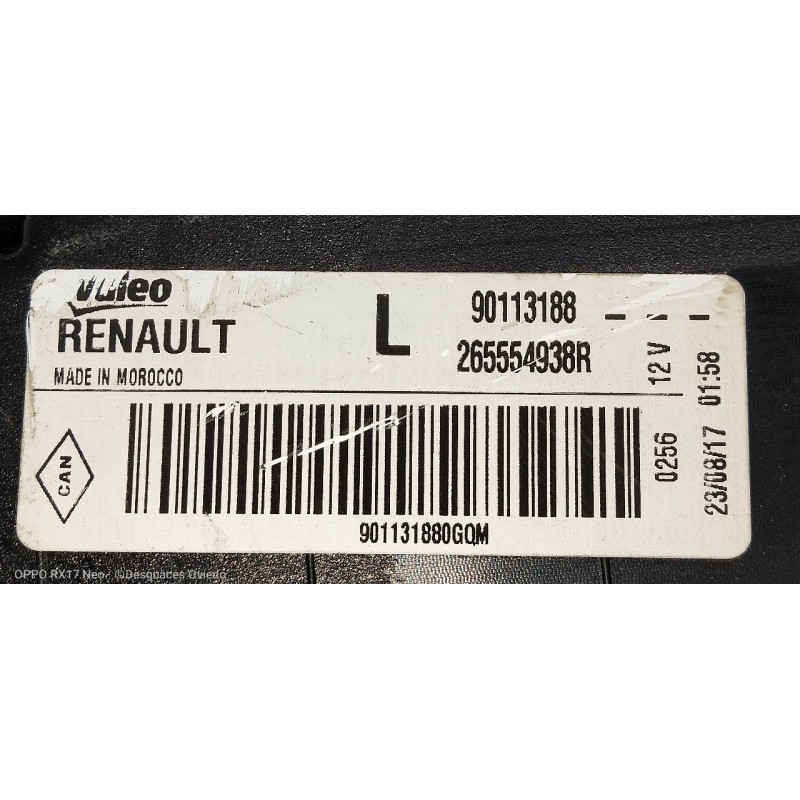 Valeo
RENAULT
MADE IN MOROCCO
L
90113188 _ _ _
265554938R
12 V
CAN
901131880GQM
0256
23/08/17 01:58
OPPO RX17 Neo · ©Desguaces Oviedo